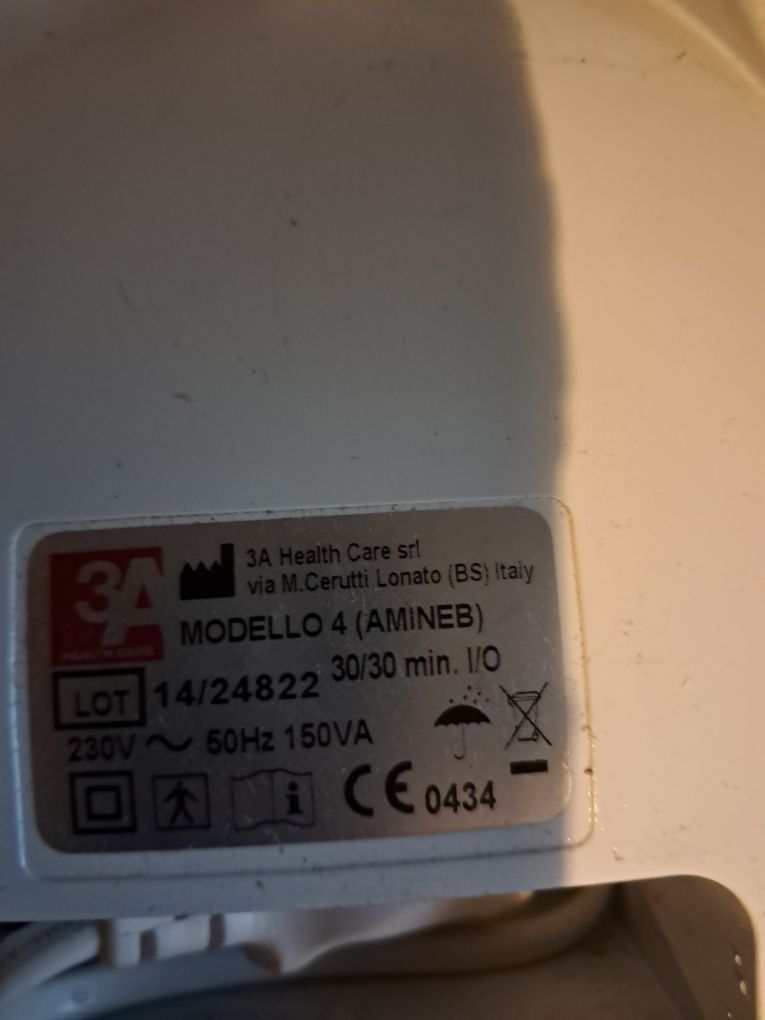 3A
HEALTH CARE
3A Health Care srl
via M.Cerutti Lonato (BS) Italy
MODELLO 4 (AMINEB)
30/30 min. I/O
LOT 14/24822
230V ~ 50Hz 150VA
i
CE 0434